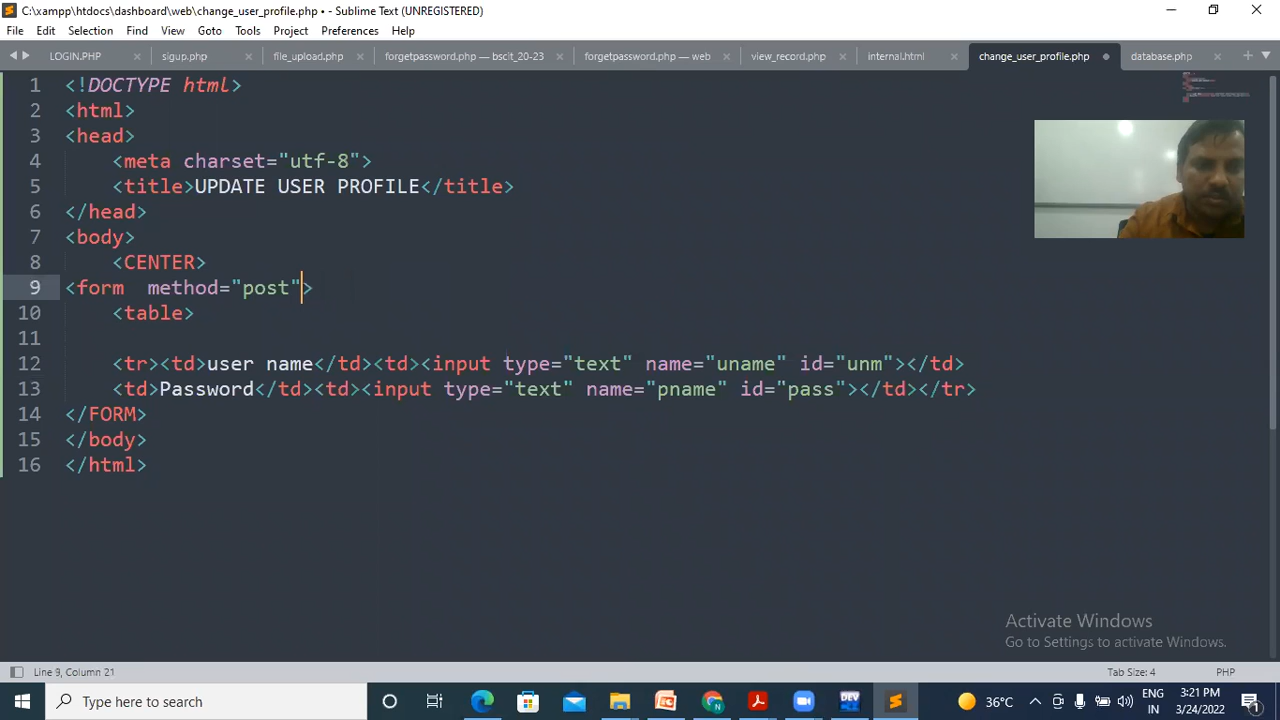 C:\xampp\htdocs\dashboard\web\change_user_profile.php • - Sublime Text (UNREGISTERED)
File Edit Selection Find View Goto Tools Project Preferences Help
LOGIN.PHP sigup.php file_upload.php forgetpassword.php — bscit_20-23 forgetpassword.php — web view_record.php internal.html change_user_profile.php database.php
1 <!DOCTYPE html>
2 <html>
3 <head>
4 <meta charset="utf-8">
5 <title>UPDATE USER PROFILE</title>
6 </head>
7 <body>
8 <CENTER>
9 <form  method="post">
10 <table>
11
12 <tr><td>user name</td><td><input type="text" name="uname" id="unm"></td>
13 <td>Password</td><td><input type="text" name="pname" id="pass"></td></tr>
14 </FORM>
15 </body>
16 </html>
Activate Windows
Go to Settings to activate Windows.
Line 9, Column 21 Tab Size: 4 PHP
Type here to search DEV 36°C ENG IN 3:21 PM 3/24/2022 1